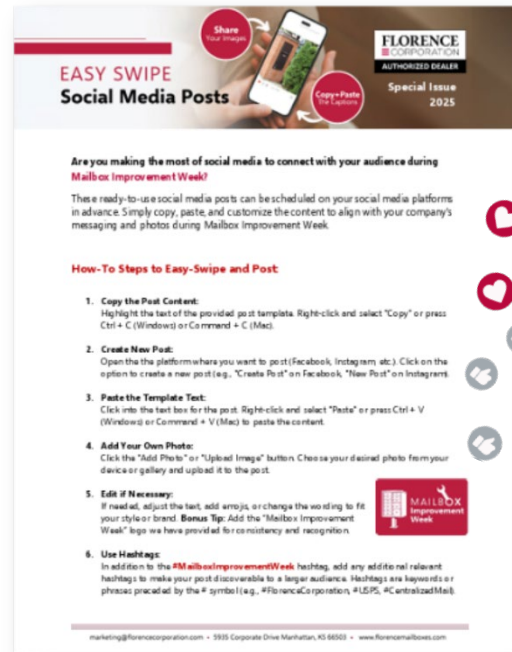 Share
Your Images
FLORENCE
CORPORATION
AUTHORIZED DEALER
EASY SWIPE
Social Media Posts
Copy+Paste
The Captions
Special Issue
2025
Are you making the most of social media to connect with your audience during
Mailbox Improvement Week?
These ready-to-use social media posts can be scheduled on your social media platforms
in advance. Simply copy, paste, and customize the content to align with your company's
messaging and photos during Mailbox Improvement Week.
How-To Steps to Easy-Swipe and Post:
1. Copy the Post Content:
Highlight the text of the provided post template. Right-click and select "Copy" or press
Ctrl + C (Windows) or Command + C (Mac).
2. Create New Post:
Open the the platform where you want to post (Facebook, Instagram, etc.). Click on the
option to create a new post (e.g., "Create Post" on Facebook, "New Post" on Instagram).
3. Paste the Template Text:
Click into the text box for the post. Right-click and select "Paste" or press Ctrl + V
(Windows) or Command + V (Mac) to paste the content.
4. Add Your Own Photo:
Click the "Add Photo" or "Upload Image" button. Choose your desired photo from your
device or gallery and upload it to the post.
5. Edit if Necessary:
If needed, adjust the text, add emojis, or change the wording to fit
your style or brand. Bonus Tip: Add the "Mailbox Improvement
Week" logo we have provided for consistency and recognition.
MAILBOX
Improvement
Week
6. Use Hashtags:
In addition to the #MailboxImprovementWeek hashtag, add any additional relevant
hashtags to make your post discoverable to a larger audience. Hashtags are keywords or
phrases preceded by the # symbol (e.g., #FlorenceCorporation, #USPS, #CentralizedMail).
marketing@florencecorporation.com • 5935 Corporate Drive Manhattan, KS 66503 • www.florencemailboxes.com